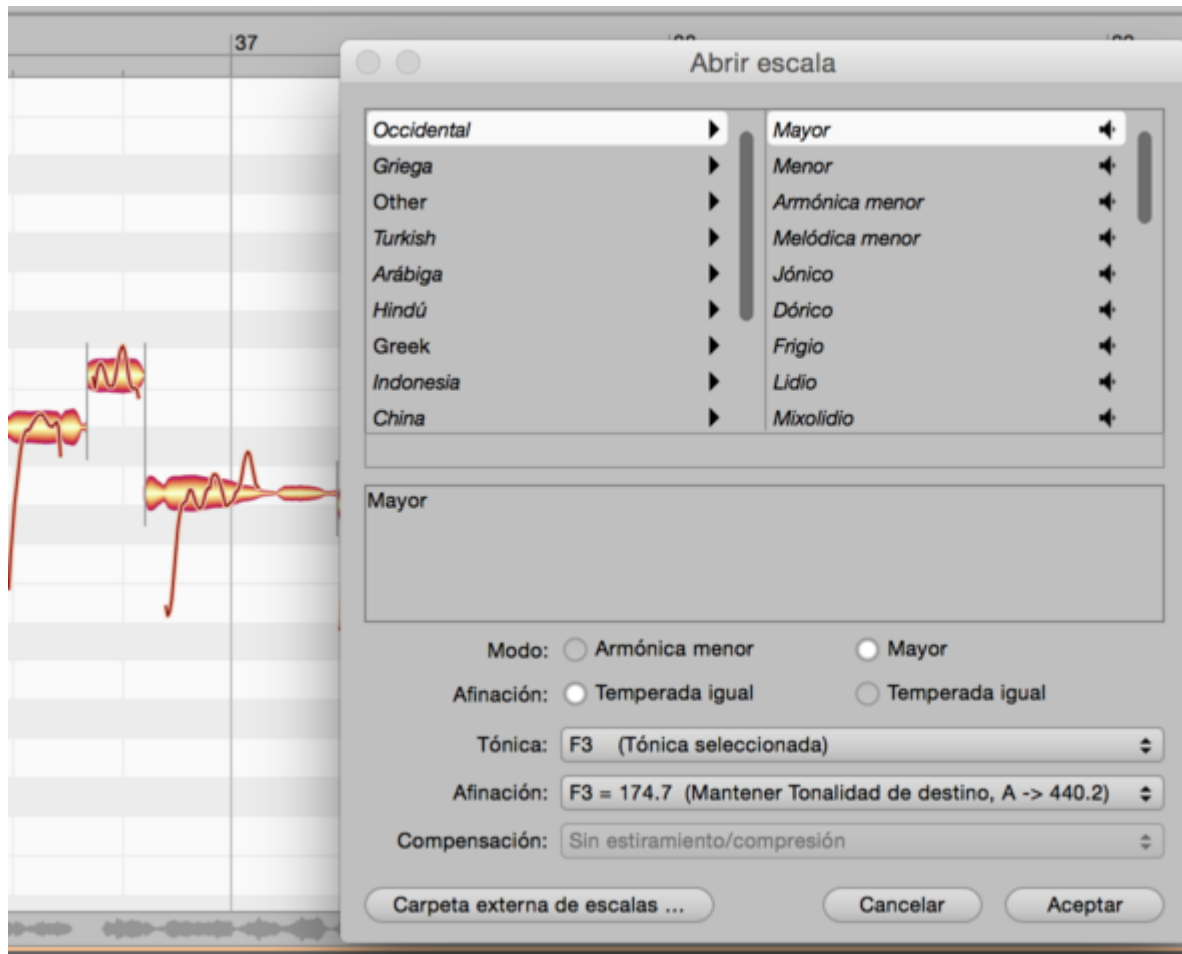 37
Abrir escala
Occidental
Mayor
Griega
Menor
Other
Armónica menor
Turkish
Melódica menor
Arábiga
Jónico
Hindú
Dórico
Greek
Frigio
Indonesia
Lidio
China
Mixolidio
Mayor
Modo: Armónica menor Mayor
Afinación: Temperada igual Temperada igual
Tónica: F3 (Tónica seleccionada)
Afinación: F3 = 174.7 (Mantener Tonalidad de destino, A -> 440.2)
Compensación: Sin estiramiento/compresión
Carpeta externa de escalas ... Cancelar Aceptar